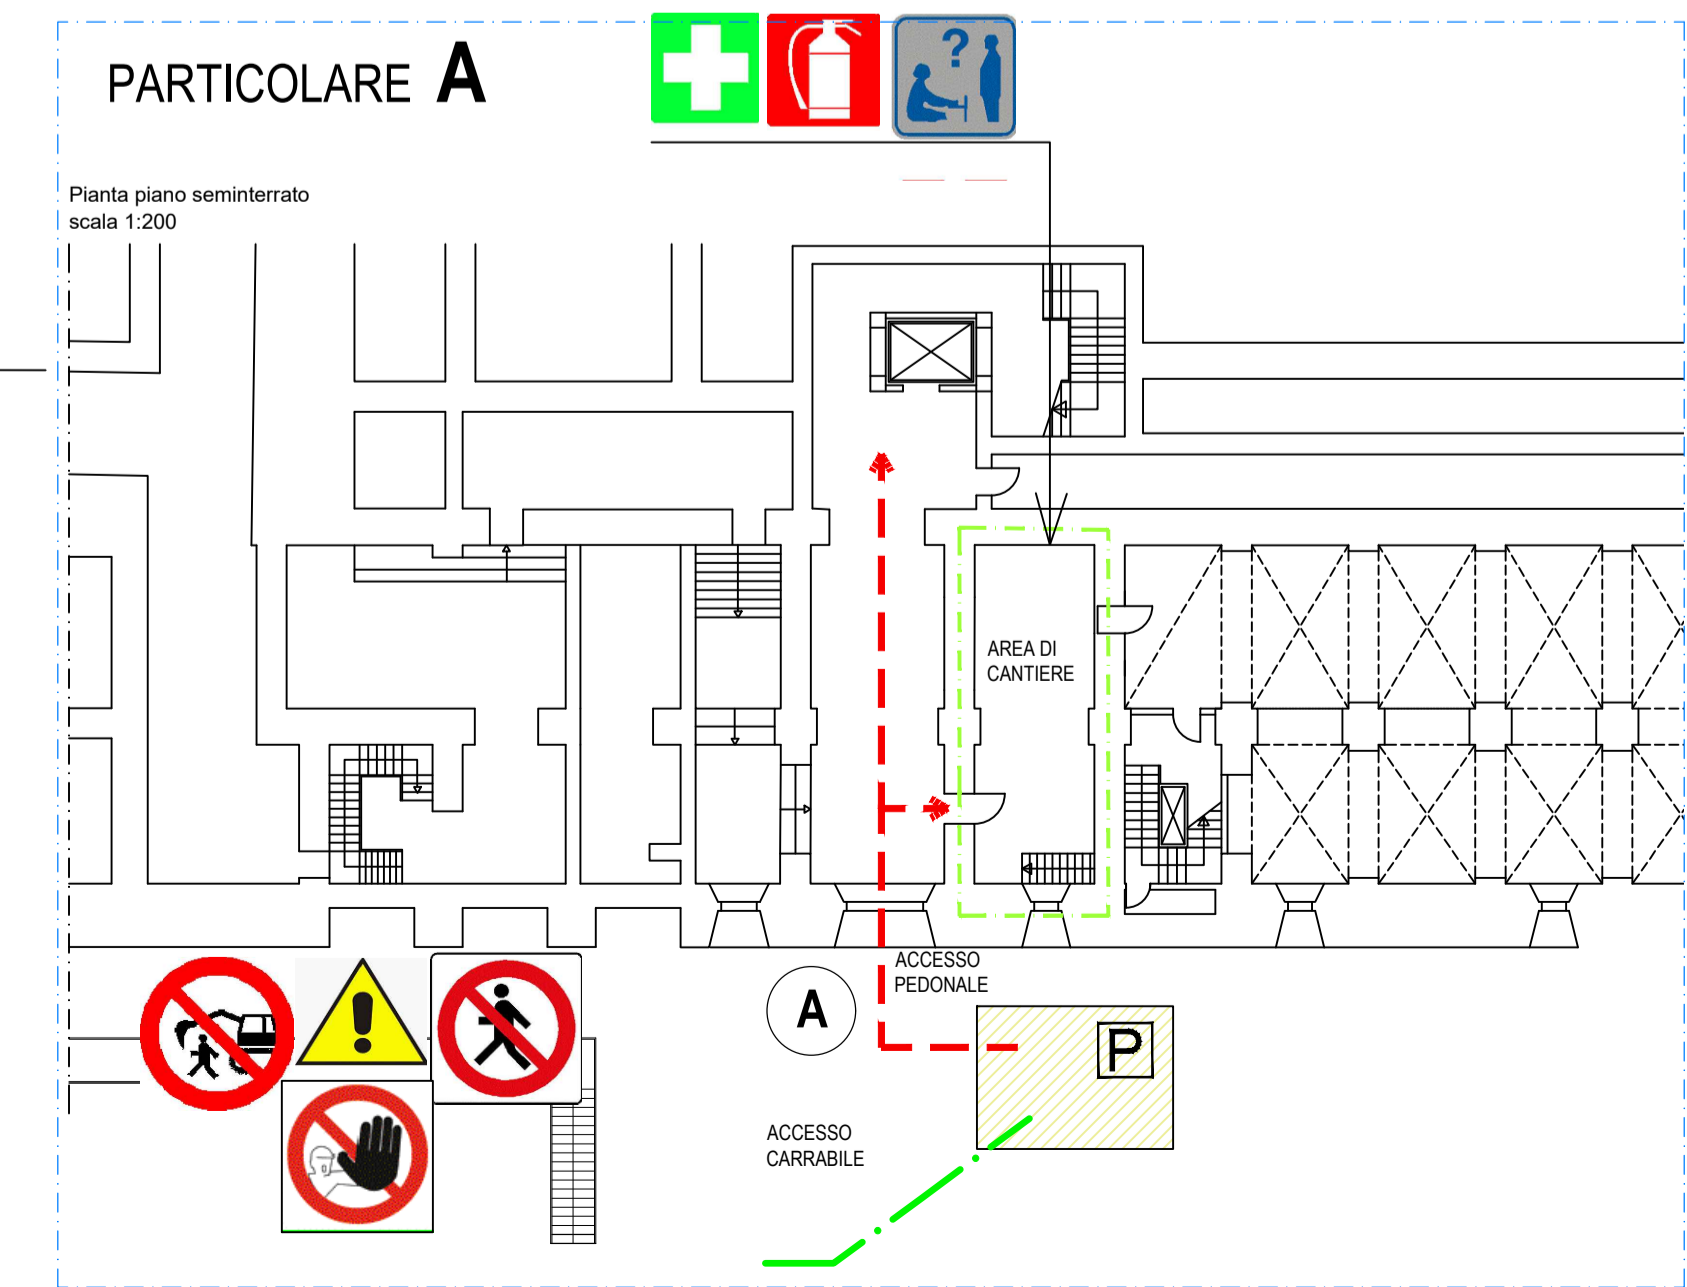 PARTICOLARE A
?
Pianta piano seminterrato
scala 1:200
AREA DI
CANTIERE
ACCESSO
PEDONALE
A
P
ACCESSO
CARRABILE